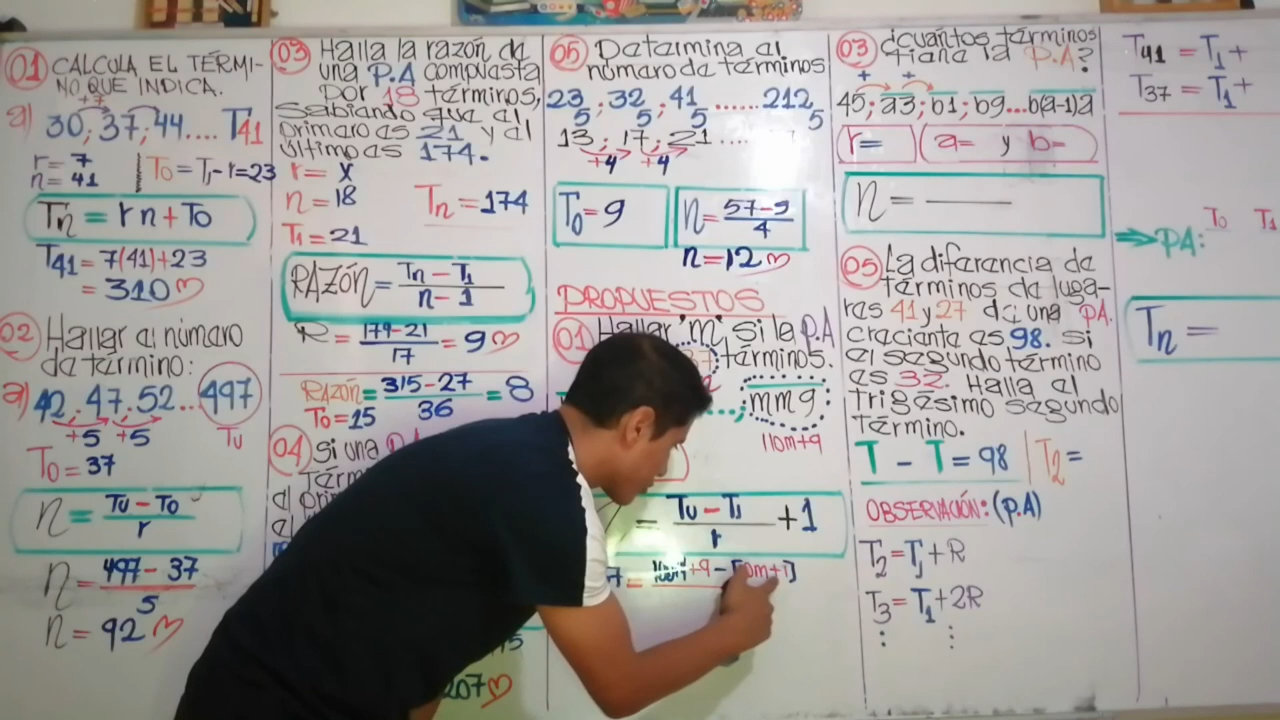 01 CALCULA EL TÉRMI-
NO QUE INDICA.
+7
a) 30; 37; 44.... T41
r = 7
n = 41
T0 = T1 - r = 23
Tn = rn + T0
T41 = 7(41)+23
= 310
02 Hallar el número
de término:
a) 42, 47, 52...497
+5 +5 Tu
T0 = 37
n = Tu - T0 / r
n = 497 - 37 / 5
n = 92
03 Halla la razón de
una P.A compuesta
por 18 términos,
Sabiendo que el
primero es 21 y el
último es 174.
r = x
n = 18
Tn = 174
T1 = 21
RAZÓN = Tn - T1 / n - 1
R = 174-21 / 17 = 9
RAZÓN = 315-27 / 36 = 8
T0 = 15
04 Si una
207
05 Determina el
número de términos
23 5; 32 5; 41 5 ...... 212 5
13; 17; 21 ....
+4 +4
T0 = 9
n = 57-9 / 4
n = 12
PROPUESTOS
01 Hallar "m", si la P.A
37 términos.
...; mm9
110m+9
= Tu - T1 / r + 1
+9 - [10m+1]
03 ¿Cuántos términos
tiene la P.A?
+ +
45; a3; b1; b9...b(a-1)a
r= (a= y b=
n =
05 La diferencia de
términos de luga-
res 41 y 27 de una P.A.
creciente es 98. Si
el segundo término
es 32. Halla el
Trigésimo segundo
Término.
T - T = 98 | T2 =
OBSERVACIÓN: (P.A)
T2 = T1 + R
T3 = T1 + 2R
⋮ ⋮
T41 = T1 +
T37 = T1 +
T0 T1
⇒ PA:
Tn =